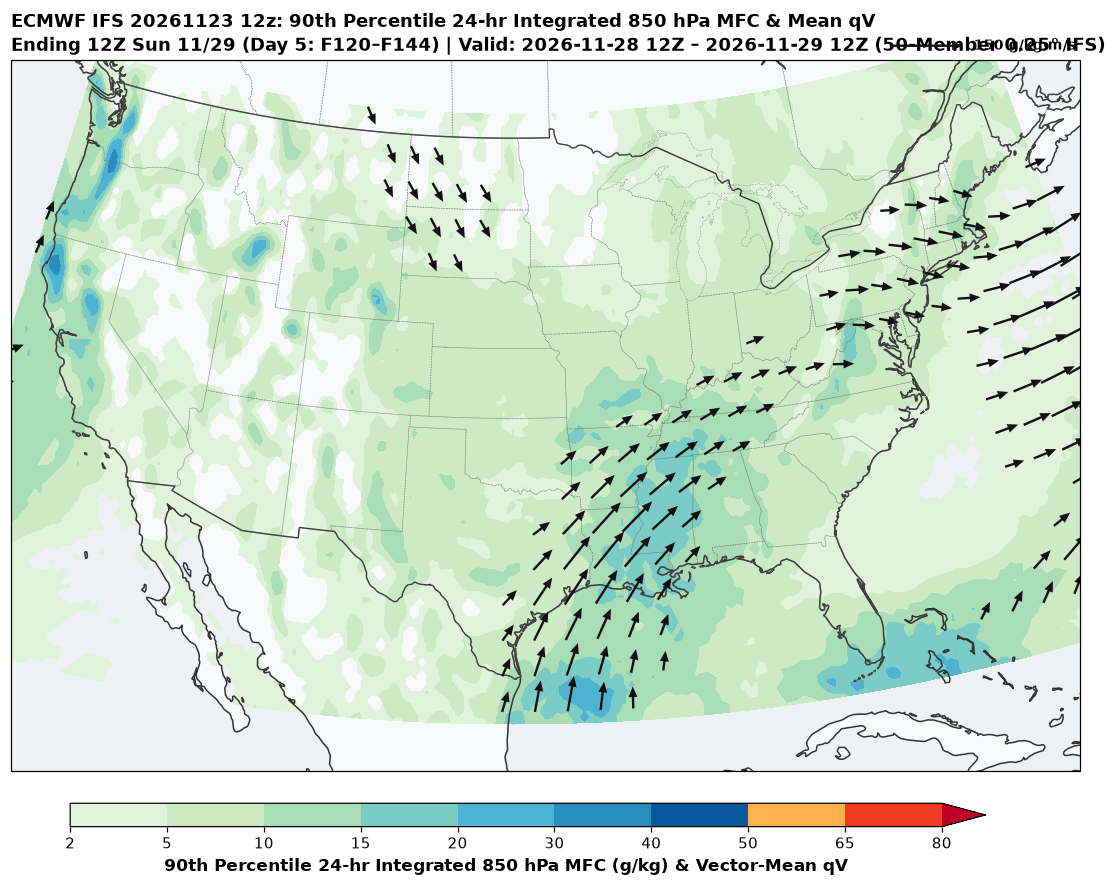 ECMWF IFS 20261123 12z: 90th Percentile 24-hr Integrated 850 hPa MFC & Mean qV
Ending 12Z Sun 11/29 (Day 5: F120–F144) | Valid: 2026-11-28 12Z – 2026-11-29 12Z (50-Member 0.25° IFS)
150 g/kg·m/s
2 5 10 15 20 30 40 50 65 80
90th Percentile 24-hr Integrated 850 hPa MFC (g/kg) & Vector-Mean qV